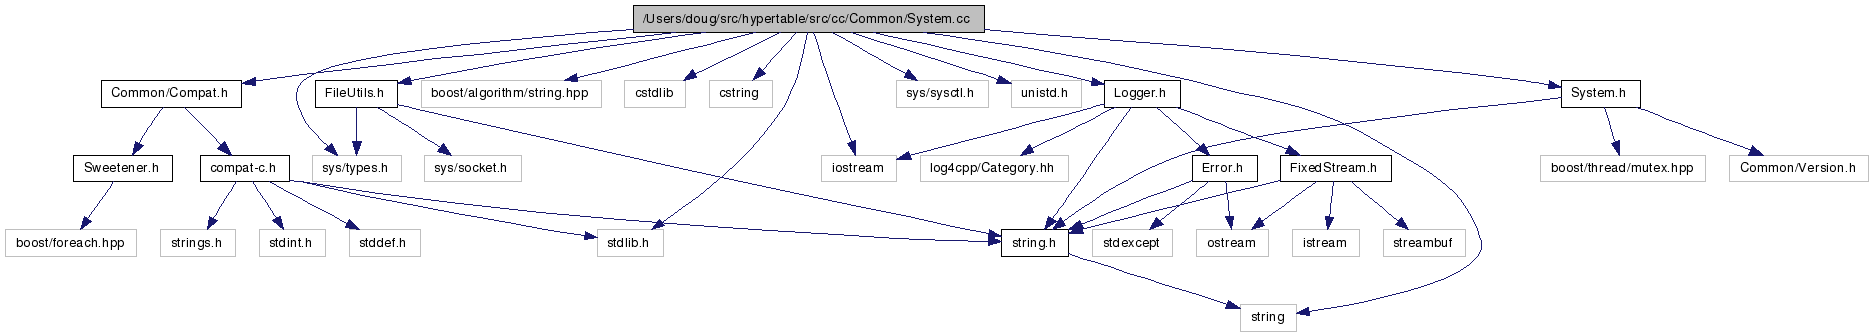 /Users/doug/src/hypertable/src/cc/Common/System.cc
Common/Compat.h
FileUtils.h
boost/algorithm/string.hpp
cstdlib
cstring
sys/sysctl.h
unistd.h
Logger.h
System.h
Sweetener.h
compat-c.h
sys/types.h
sys/socket.h
iostream
log4cpp/Category.hh
Error.h
FixedStream.h
boost/thread/mutex.hpp
Common/Version.h
boost/foreach.hpp
strings.h
stdint.h
stddef.h
stdlib.h
string.h
stdexcept
ostream
istream
streambuf
string